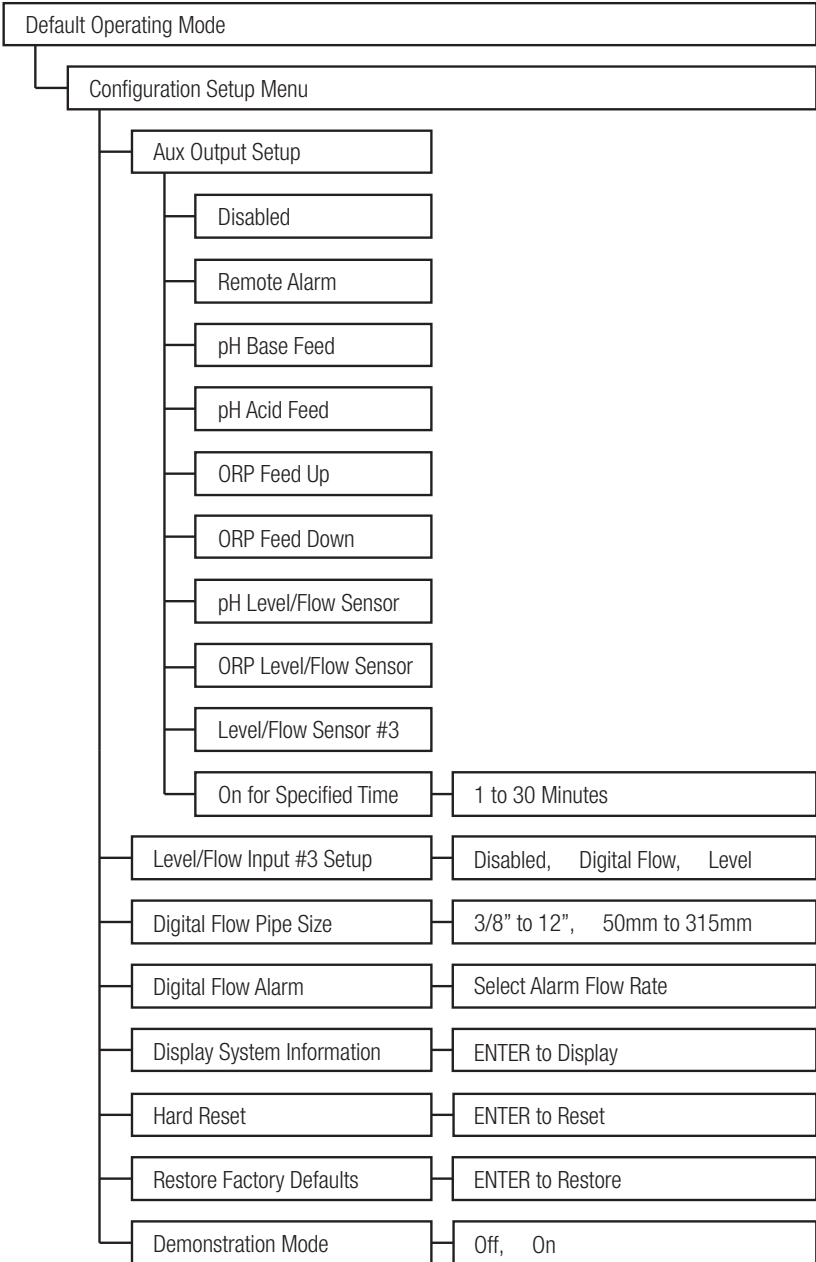 Default Operating Mode
Configuration Setup Menu
Aux Output Setup
Disabled
Remote Alarm
pH Base Feed
pH Acid Feed
ORP Feed Up
ORP Feed Down
pH Level/Flow Sensor
ORP Level/Flow Sensor
Level/Flow Sensor #3
On for Specified Time 1 to 30 Minutes
Level/Flow Input #3 Setup Disabled, Digital Flow, Level
Digital Flow Pipe Size 3/8” to 12”, 50mm to 315mm
Digital Flow Alarm Select Alarm Flow Rate
Display System Information ENTER to Display
Hard Reset ENTER to Reset
Restore Factory Defaults ENTER to Restore
Demonstration Mode Off, On